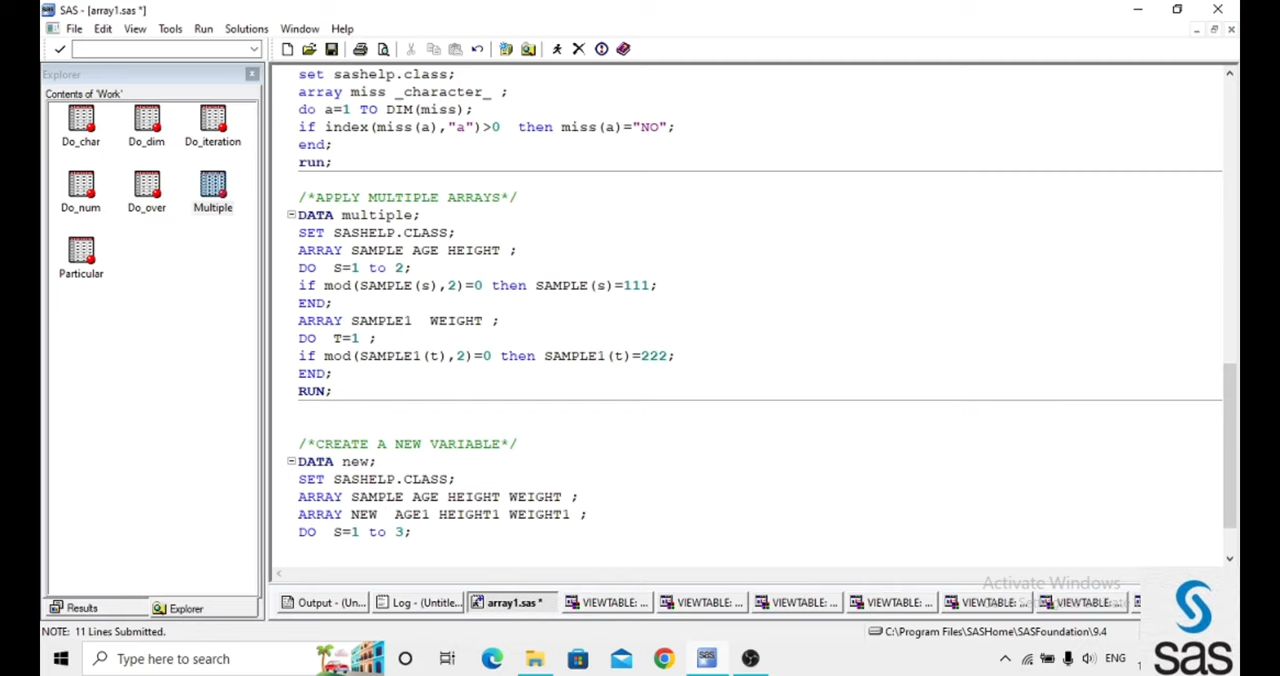 SAS - [array1.sas *]
File Edit View Tools Run Solutions Window Help
Explorer
Contents of 'Work'
Do_char Do_dim Do_iteration
Do_num Do_over Multiple
Particular
set sashelp.class;
array miss _character_ ;
do a=1 TO DIM(miss);
if index(miss(a),"a")>0 then miss(a)="NO";
end;
run;
/*APPLY MULTIPLE ARRAYS*/
DATA multiple;
SET SASHELP.CLASS;
ARRAY SAMPLE AGE HEIGHT ;
DO S=1 to 2;
if mod(SAMPLE(s),2)=0 then SAMPLE(s)=111;
END;
ARRAY SAMPLE1 WEIGHT ;
DO T=1 ;
if mod(SAMPLE1(t),2)=0 then SAMPLE1(t)=222;
END;
RUN;
/*CREATE A NEW VARIABLE*/
DATA new;
SET SASHELP.CLASS;
ARRAY SAMPLE AGE HEIGHT WEIGHT ;
ARRAY NEW AGE1 HEIGHT1 WEIGHT1 ;
DO S=1 to 3;
Activate Windows
Results Explorer
Output - (Un... Log - (Untitle... array1.sas * VIEWTABLE: ... VIEWTABLE: ... VIEWTABLE: ... VIEWTABLE: ... VIEWTABLE: ... VIEWTABLE: ...
NOTE: 11 Lines Submitted.
C:\Program Files\SASHome\SASFoundation\9.4
Type here to search
ENG
sas